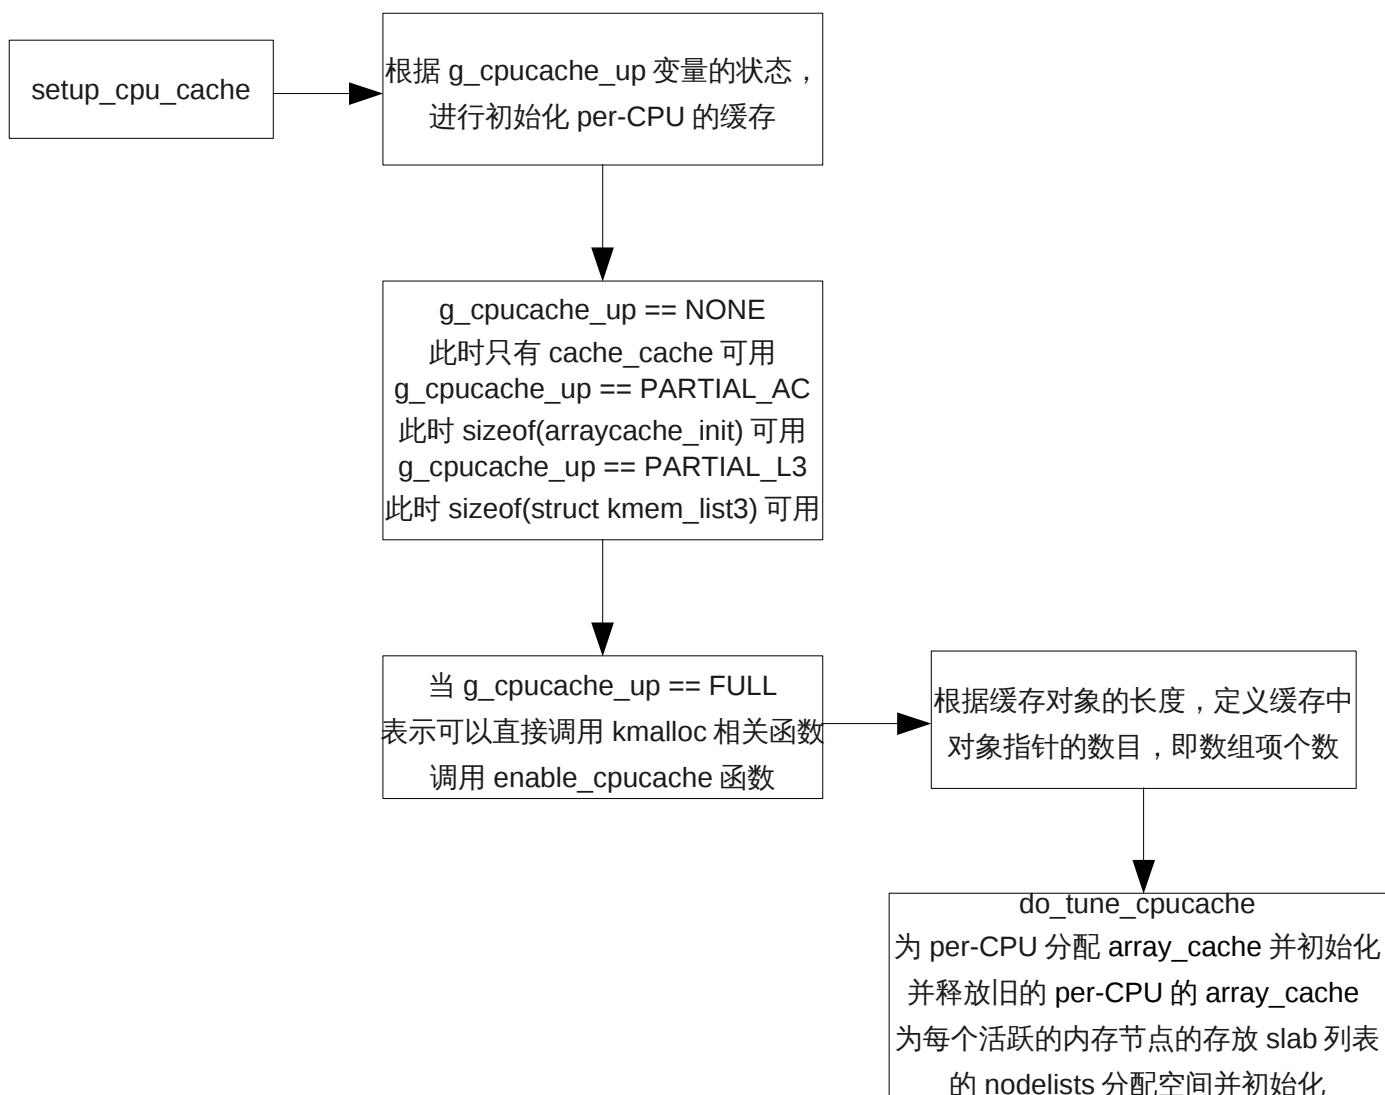 setup_cpu_cache
根据 g_cpucache_up 变量的状态，
进行初始化 per-CPU 的缓存
g_cpucache_up == NONE
此时只有 cache_cache 可用
g_cpucache_up == PARTIAL_AC
此时 sizeof(arraycache_init) 可用
g_cpucache_up == PARTIAL_L3
此时 sizeof(struct kmem_list3) 可用
当 g_cpucache_up == FULL
表示可以直接调用 kmalloc 相关函数
调用 enable_cpucache 函数
根据缓存对象的长度，定义缓存中
对象指针的数目，即数组项个数
do_tune_cpucache
为 per-CPU 分配 array_cache 并初始化
并释放旧的 per-CPU 的 array_cache
为每个活跃的内存节点的存放 slab 列表
的 nodelists 分配空间并初始化